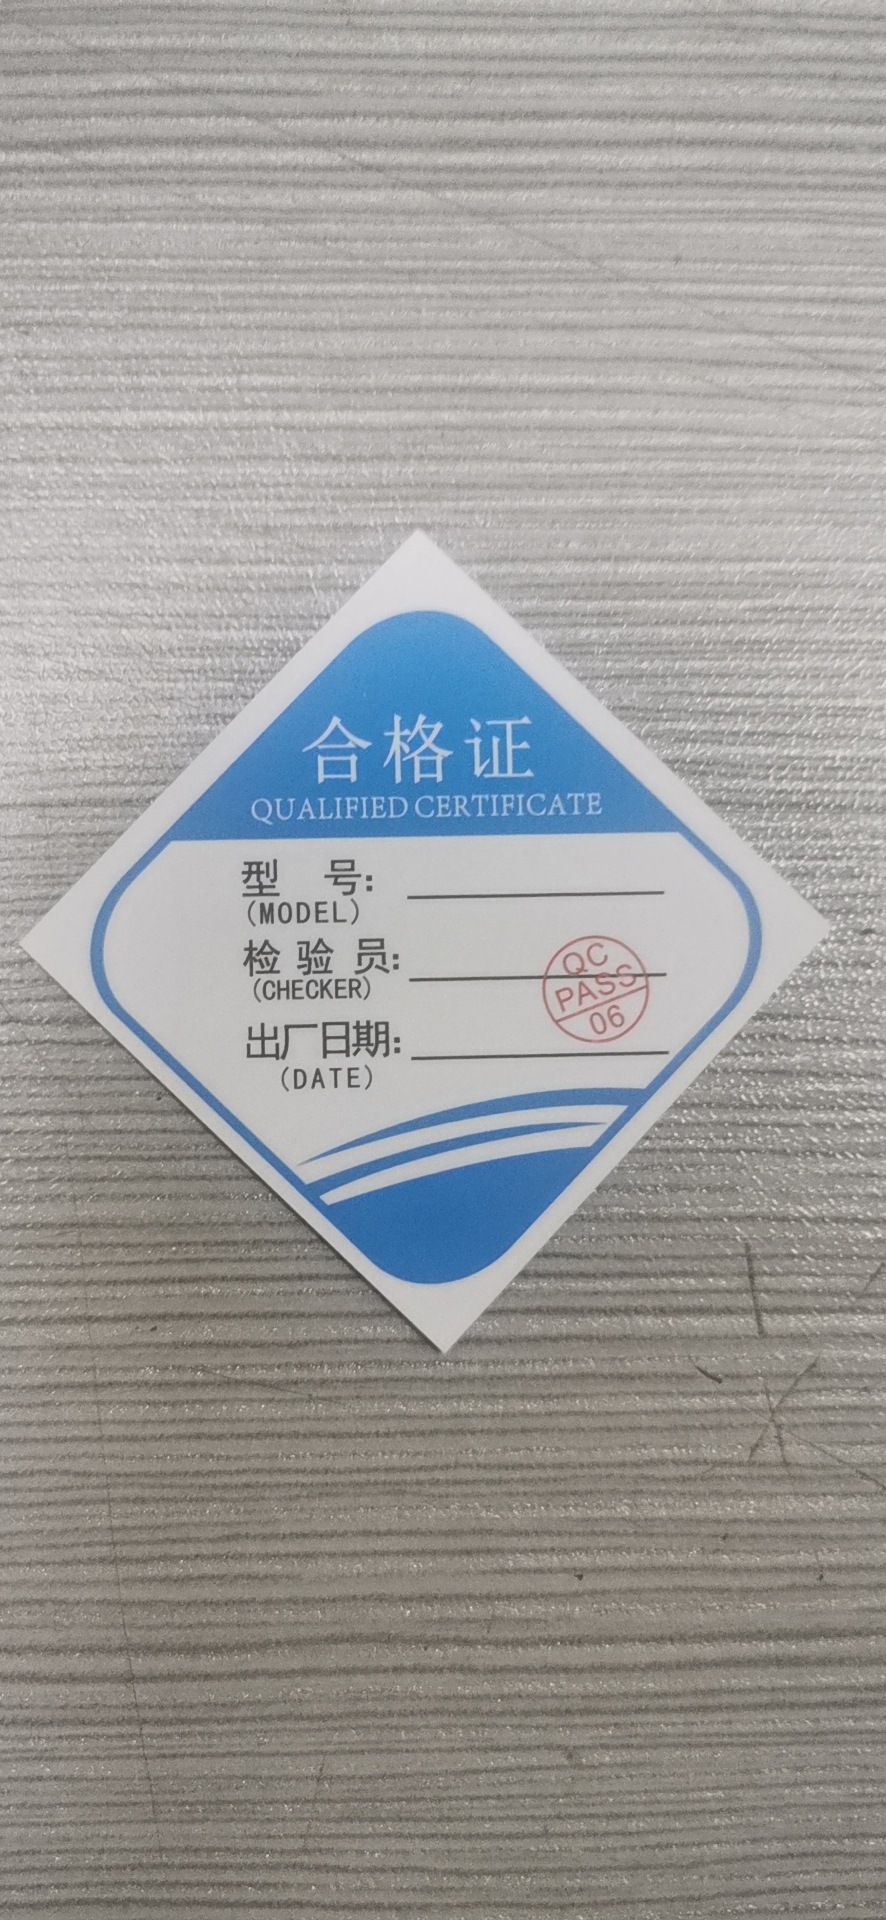 合格证
QUALIFIED CERTIFICATE
型 号:
(MODEL)
检 验 员:
(CHECKER)
QC
PASS
06
出厂日期:
(DATE)